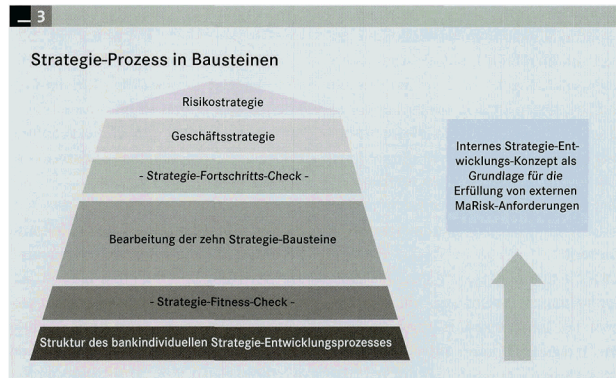 3
Strategie-Prozess in Bausteinen
Risikostrategie
Geschäftsstrategie
- Strategie-Fortschritts-Check -
Bearbeitung der zehn Strategie-Bausteine
- Strategie-Fitness-Check -
Struktur des bankindividuellen Strategie-Entwicklungsprozesses
Internes Strategie-Ent-
wicklungs-Konzept als
Grundlage für die
Erfüllung von externen
MaRisk-Anforderungen